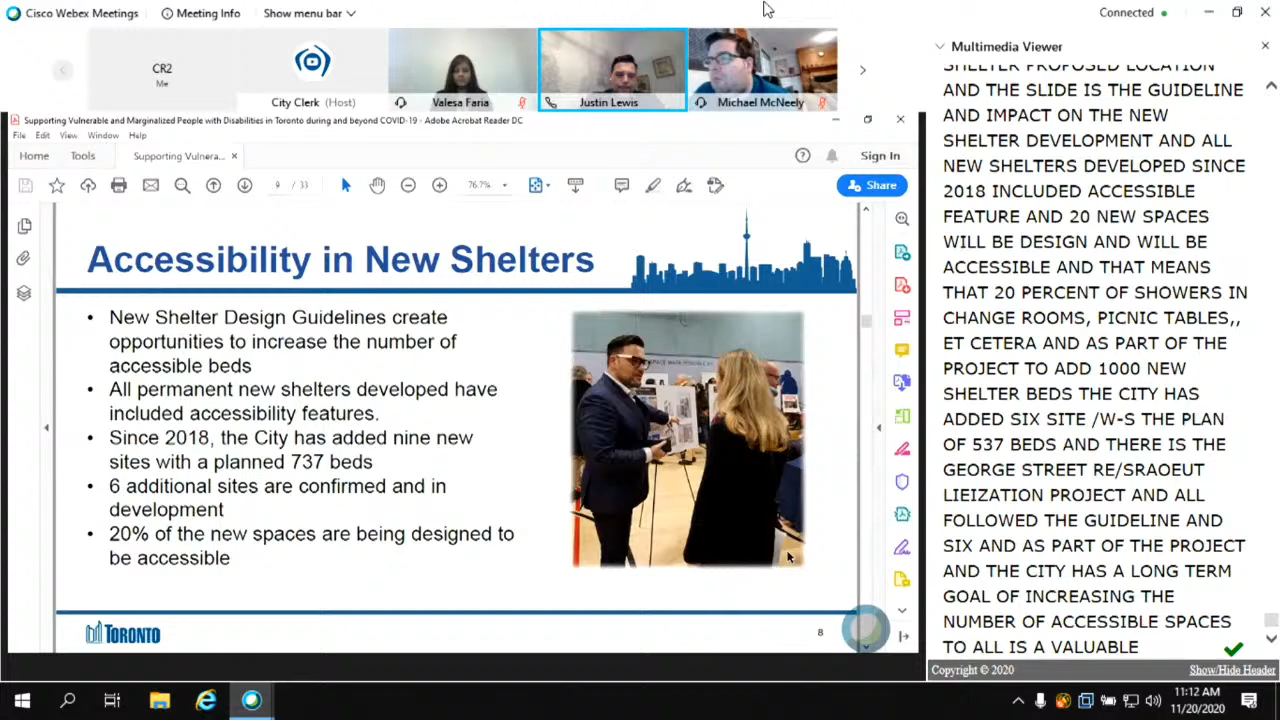 Cisco Webex Meetings
Meeting Info
Show menu bar
Connected
CR2
Me
City Clerk (Host)
Valesa Faria
Justin Lewis
Michael McNeely
Supporting Vulnerable and Marginalized People with Disabilities in Toronto during and beyond COVID-19 - Adobe Acrobat Reader DC
File Edit View Window Help
Home Tools Supporting Vulnera... × Sign In
9 / 33 76.7% Share
Accessibility in New Shelters
• New Shelter Design Guidelines create
opportunities to increase the number of
accessible beds
• All permanent new shelters developed have
included accessibility features.
• Since 2018, the City has added nine new
sites with a planned 737 beds
• 6 additional sites are confirmed and in
development
• 20% of the new spaces are being designed to
be accessible
TORONTO
8
Multimedia Viewer
SHELTER PROPOSED LOCATION
AND THE SLIDE IS THE GUIDELINE
AND IMPACT ON THE NEW
SHELTER DEVELOPMENT AND ALL
NEW SHELTERS DEVELOPED SINCE
2018 INCLUDED ACCESSIBLE
FEATURE AND 20 NEW SPACES
WILL BE DESIGN AND WILL BE
ACCESSIBLE AND THAT MEANS
THAT 20 PERCENT OF SHOWERS IN
CHANGE ROOMS, PICNIC TABLES,,
ET CETERA AND AS PART OF THE
PROJECT TO ADD 1000 NEW
SHELTER BEDS THE CITY HAS
ADDED SIX SITE /W-S THE PLAN
OF 537 BEDS AND THERE IS THE
GEORGE STREET RE/SRAOEUT
LIEIZATION PROJECT AND ALL
FOLLOWED THE GUIDELINE AND
SIX AND AS PART OF THE PROJECT
AND THE CITY HAS A LONG TERM
GOAL OF INCREASING THE
NUMBER OF ACCESSIBLE SPACES
TO ALL IS A VALUABLE
Copyright © 2020 Show/Hide Header
11:12 AM
11/20/2020